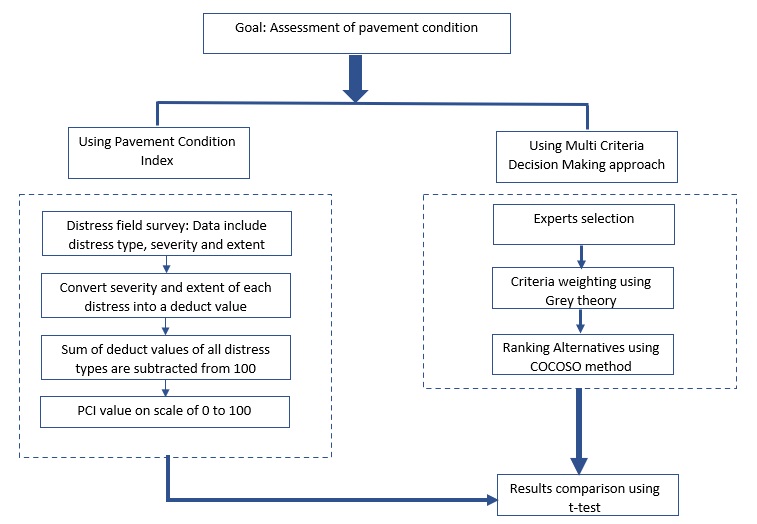 Goal: Assessment of pavement condition
Using Pavement Condition
Index
Distress field survey: Data include
distress type, severity and extent
Convert severity and extent of each
distress into a deduct value
Sum of deduct values of all distress
types are subtracted from 100
PCI value on scale of 0 to 100
Using Multi Criteria
Decision Making approach
Experts selection
Criteria weighting using
Grey theory
Ranking Alternatives using
COCOSO method
Results comparison using
t-test